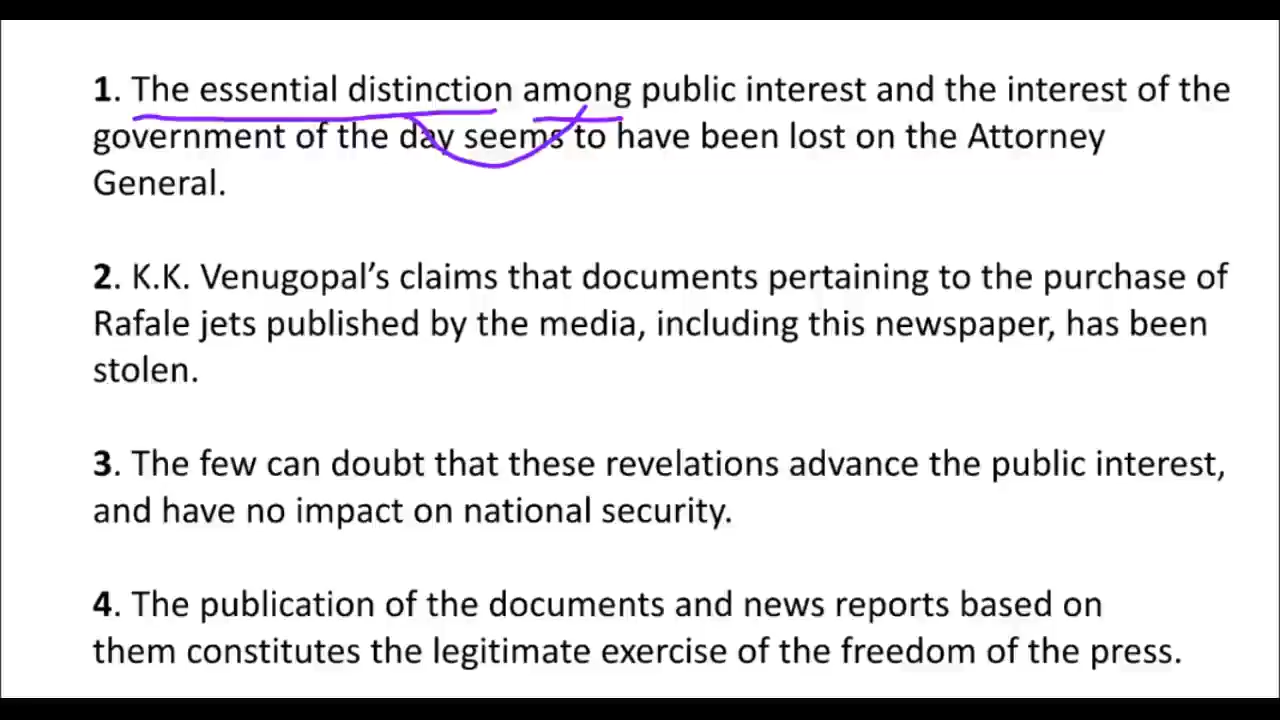 1. The essential distinction among public interest and the interest of the
government of the day seems to have been lost on the Attorney
General.
2. K.K. Venugopal’s claims that documents pertaining to the purchase of
Rafale jets published by the media, including this newspaper, has been
stolen.
3. The few can doubt that these revelations advance the public interest,
and have no impact on national security.
4. The publication of the documents and news reports based on
them constitutes the legitimate exercise of the freedom of the press.